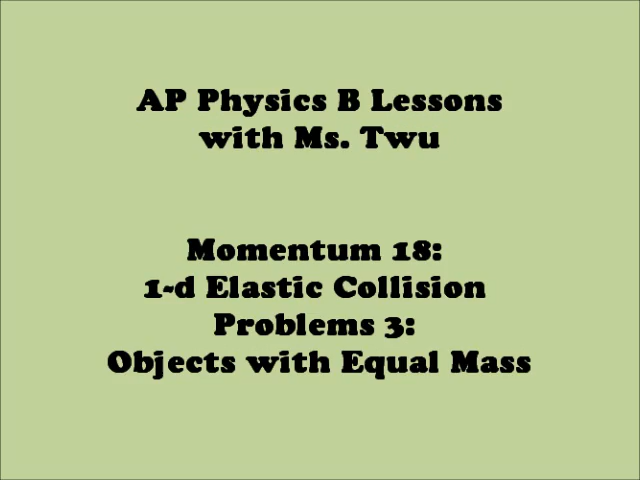 AP Physics B Lessons
with Ms. Twu
Momentum 18:
1-d Elastic Collision
Problems 3:
Objects with Equal Mass